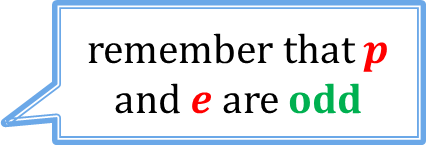 remember that p
and e are odd